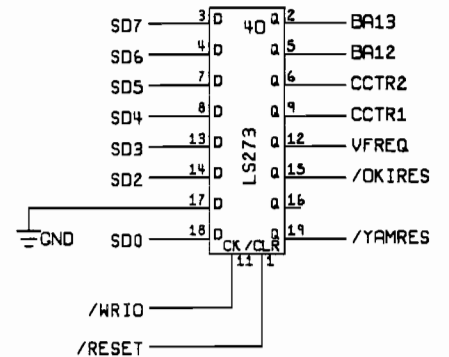 SD7 3 D 40 Q 2 BA13
SD6 4 D Q 5 BA12
SD5 7 D Q 6 CCTR2
SD4 8 D Q 9 CCTR1
SD3 13 D Q 12 VFREQ
SD2 14 D Q 15 /OKIRES
17 D Q 16
GND SD0 18 D Q 19 /YAMRES
LS273
CK /CLR
11 1
/WRIO
/RESET